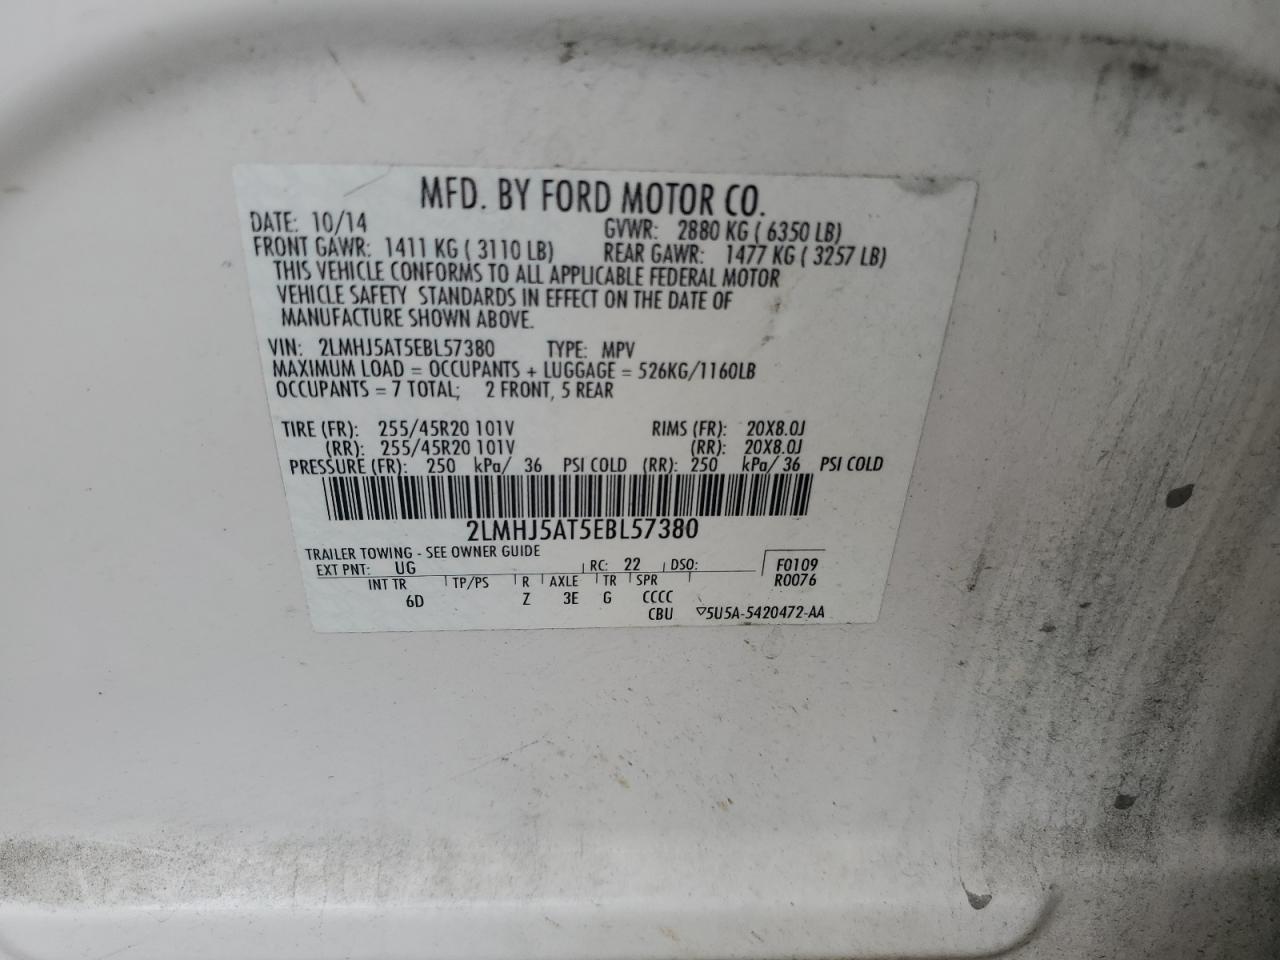 MFD. BY FORD MOTOR CO.
DATE: 10/14 GVWR: 2880 KG ( 6350 LB)
FRONT GAWR: 1411 KG ( 3110 LB) REAR GAWR: 1477 KG ( 3257 LB)
THIS VEHICLE CONFORMS TO ALL APPLICABLE FEDERAL MOTOR
VEHICLE SAFETY STANDARDS IN EFFECT ON THE DATE OF
MANUFACTURE SHOWN ABOVE.
VIN: 2LMHJ5AT5EBL57380 TYPE: MPV
MAXIMUM LOAD = OCCUPANTS + LUGGAGE = 526KG/1160LB
OCCUPANTS = 7 TOTAL; 2 FRONT, 5 REAR
TIRE (FR): 255/45R20 101V RIMS (FR): 20X8.0J
(RR): 255/45R20 101V (RR): 20X8.0J
PRESSURE (FR): 250 kPa/ 36 PSI COLD (RR): 250 kPa/ 36 PSI COLD
2LMHJ5AT5EBL57380
TRAILER TOWING - SEE OWNER GUIDE
EXT PNT: UG RC: 22 DSO: F0109
INT TR TP/PS R AXLE TR SPR R0076
6D Z 3E G CCCC
CBU ▽5U5A-5420472-AA